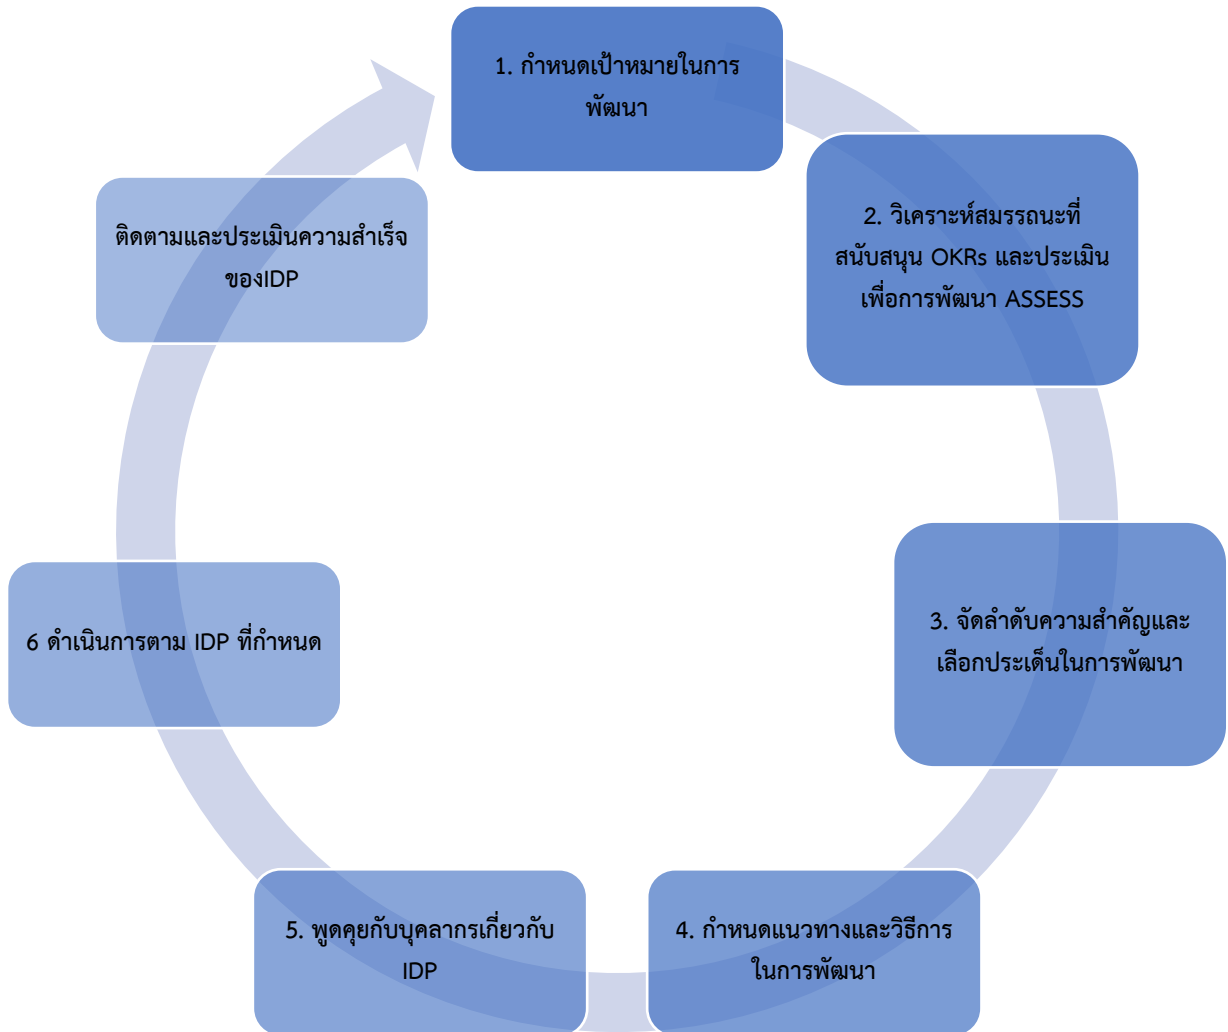 1. กำหนดเป้าหมายในการ
พัฒนา
2. วิเคราะห์สมรรถนะที่
สนับสนุน OKRs และประเมิน
เพื่อการพัฒนา ASSESS
3. จัดลำดับความสำคัญและ
เลือกประเด็นในการพัฒนา
4. กำหนดแนวทางและวิธีการ
ในการพัฒนา
5. พูดคุยกับบุคลากรเกี่ยวกับ
IDP
6 ดำเนินการตาม IDP ที่กำหนด
ติดตามและประเมินความสำเร็จ
ของIDP